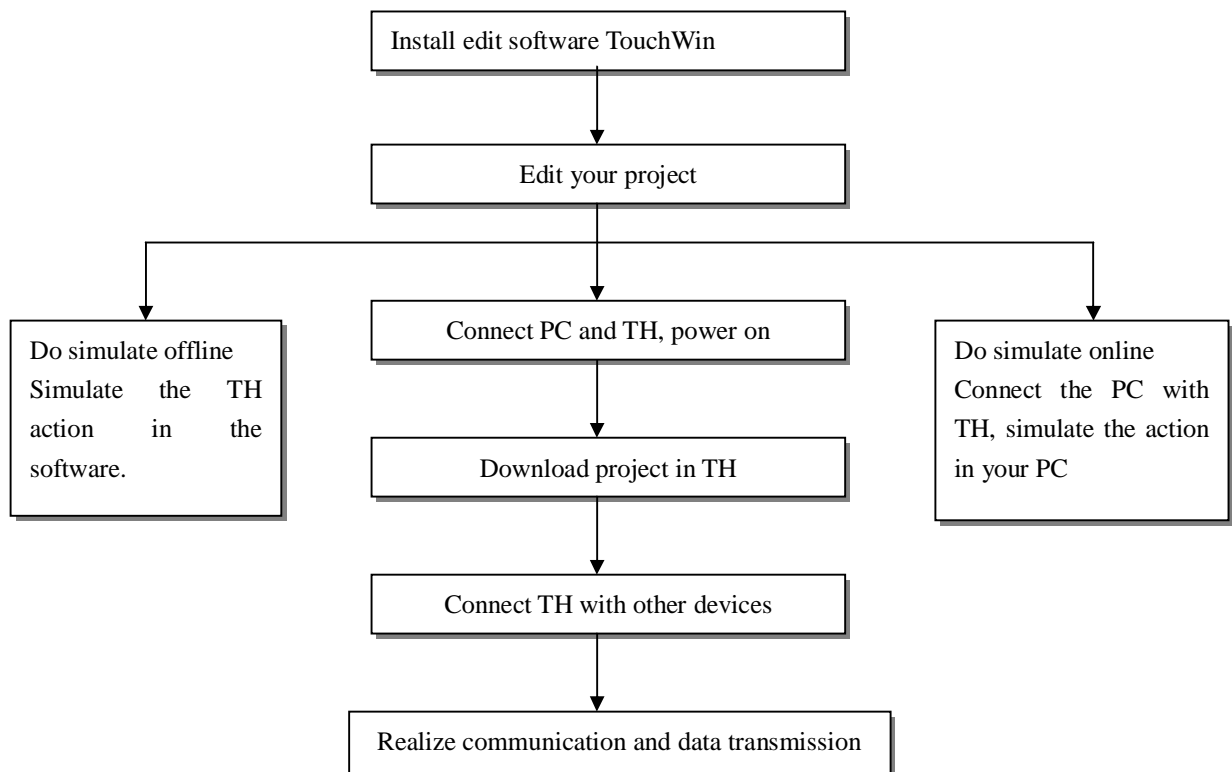 Install edit software TouchWin
Edit your project
Connect PC and TH, power on
Do simulate offline
Simulate the TH
action in the
software.
Do simulate online
Connect the PC with
TH, simulate the action
in your PC
Download project in TH
Connect TH with other devices
Realize communication and data transmission